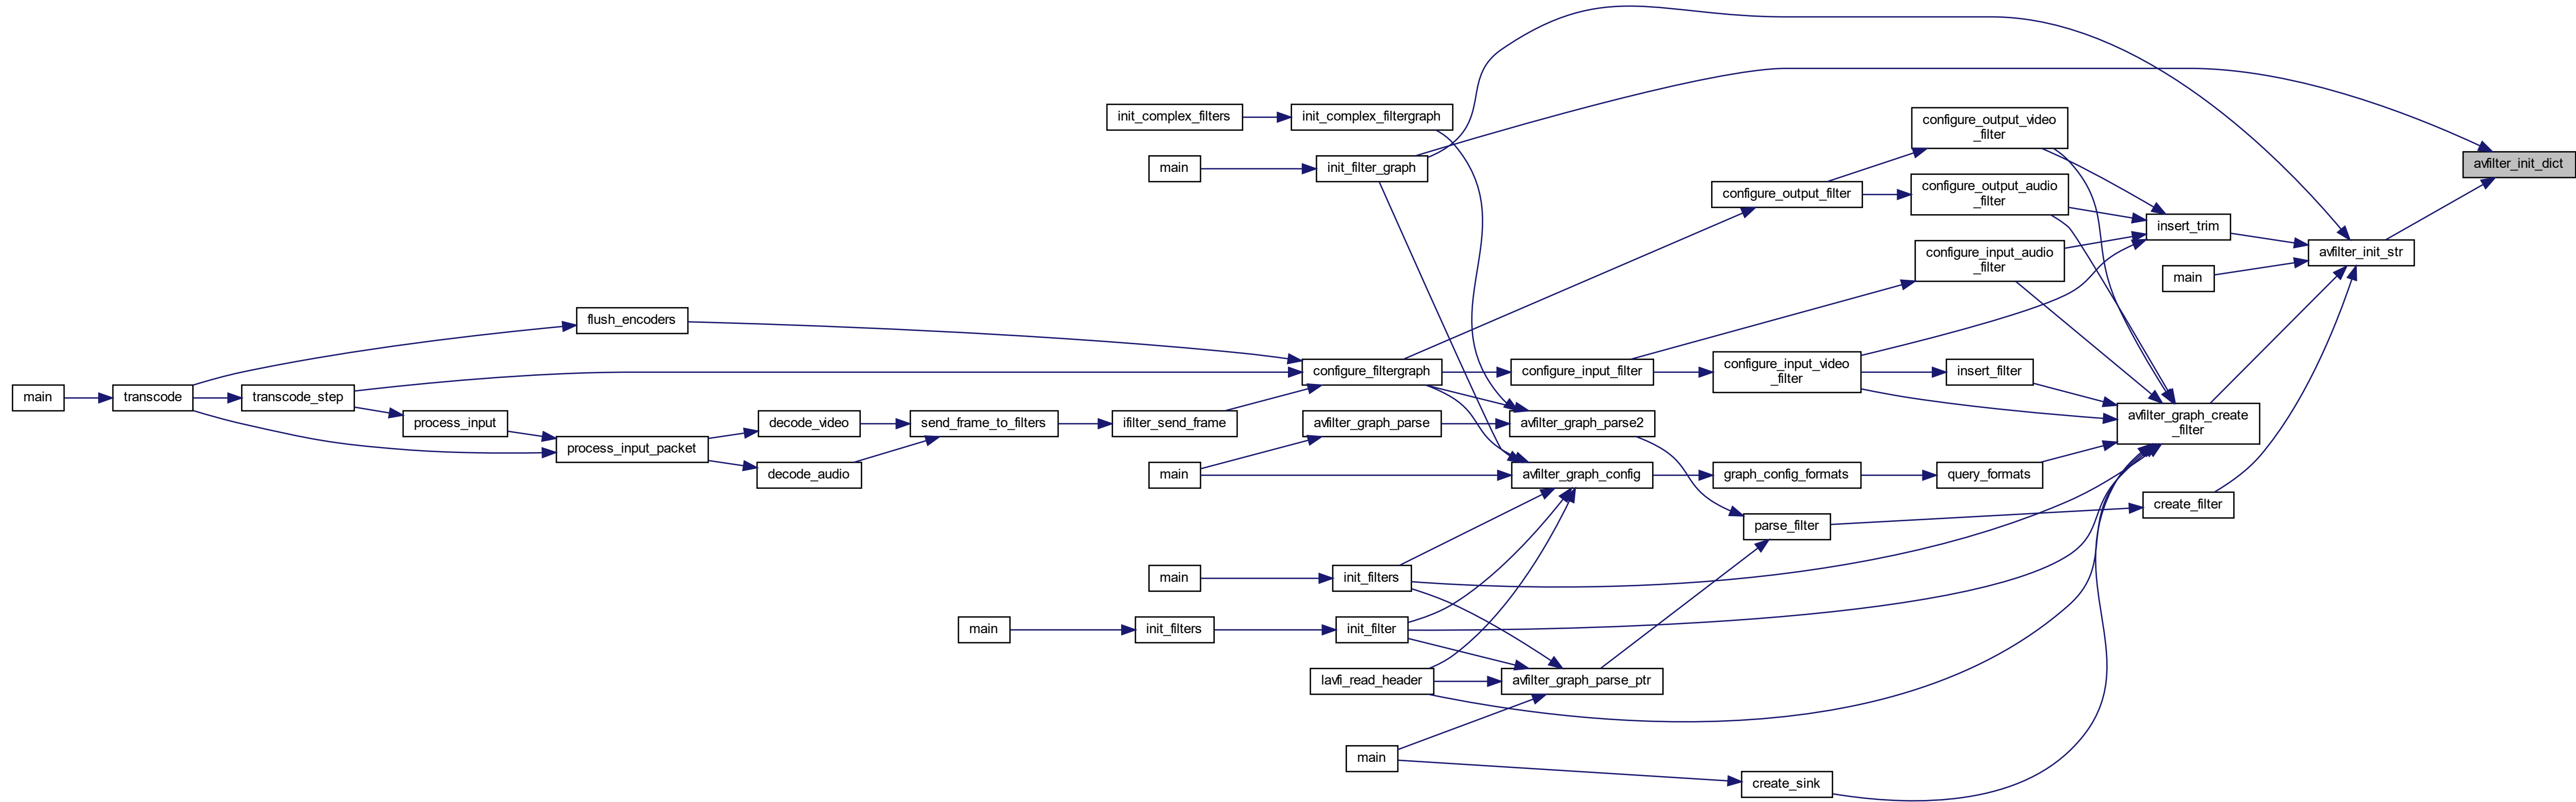 init_complex_filters
init_complex_filtergraph
configure_output_video
_filter
avfilter_init_dict
main
init_filter_graph
configure_output_filter
configure_output_audio
_filter
insert_trim
avfilter_init_str
configure_input_audio
_filter
main
flush_encoders
configure_filtergraph
configure_input_filter
configure_input_video
_filter
insert_filter
main
transcode
transcode_step
process_input
process_input_packet
decode_video
decode_audio
send_frame_to_filters
ifilter_send_frame
avfilter_graph_parse
avfilter_graph_parse2
avfilter_graph_create
_filter
main
avfilter_graph_config
graph_config_formats
query_formats
create_filter
parse_filter
main
init_filters
main
init_filters
init_filter
lavfi_read_header
avfilter_graph_parse_ptr
main
create_sink